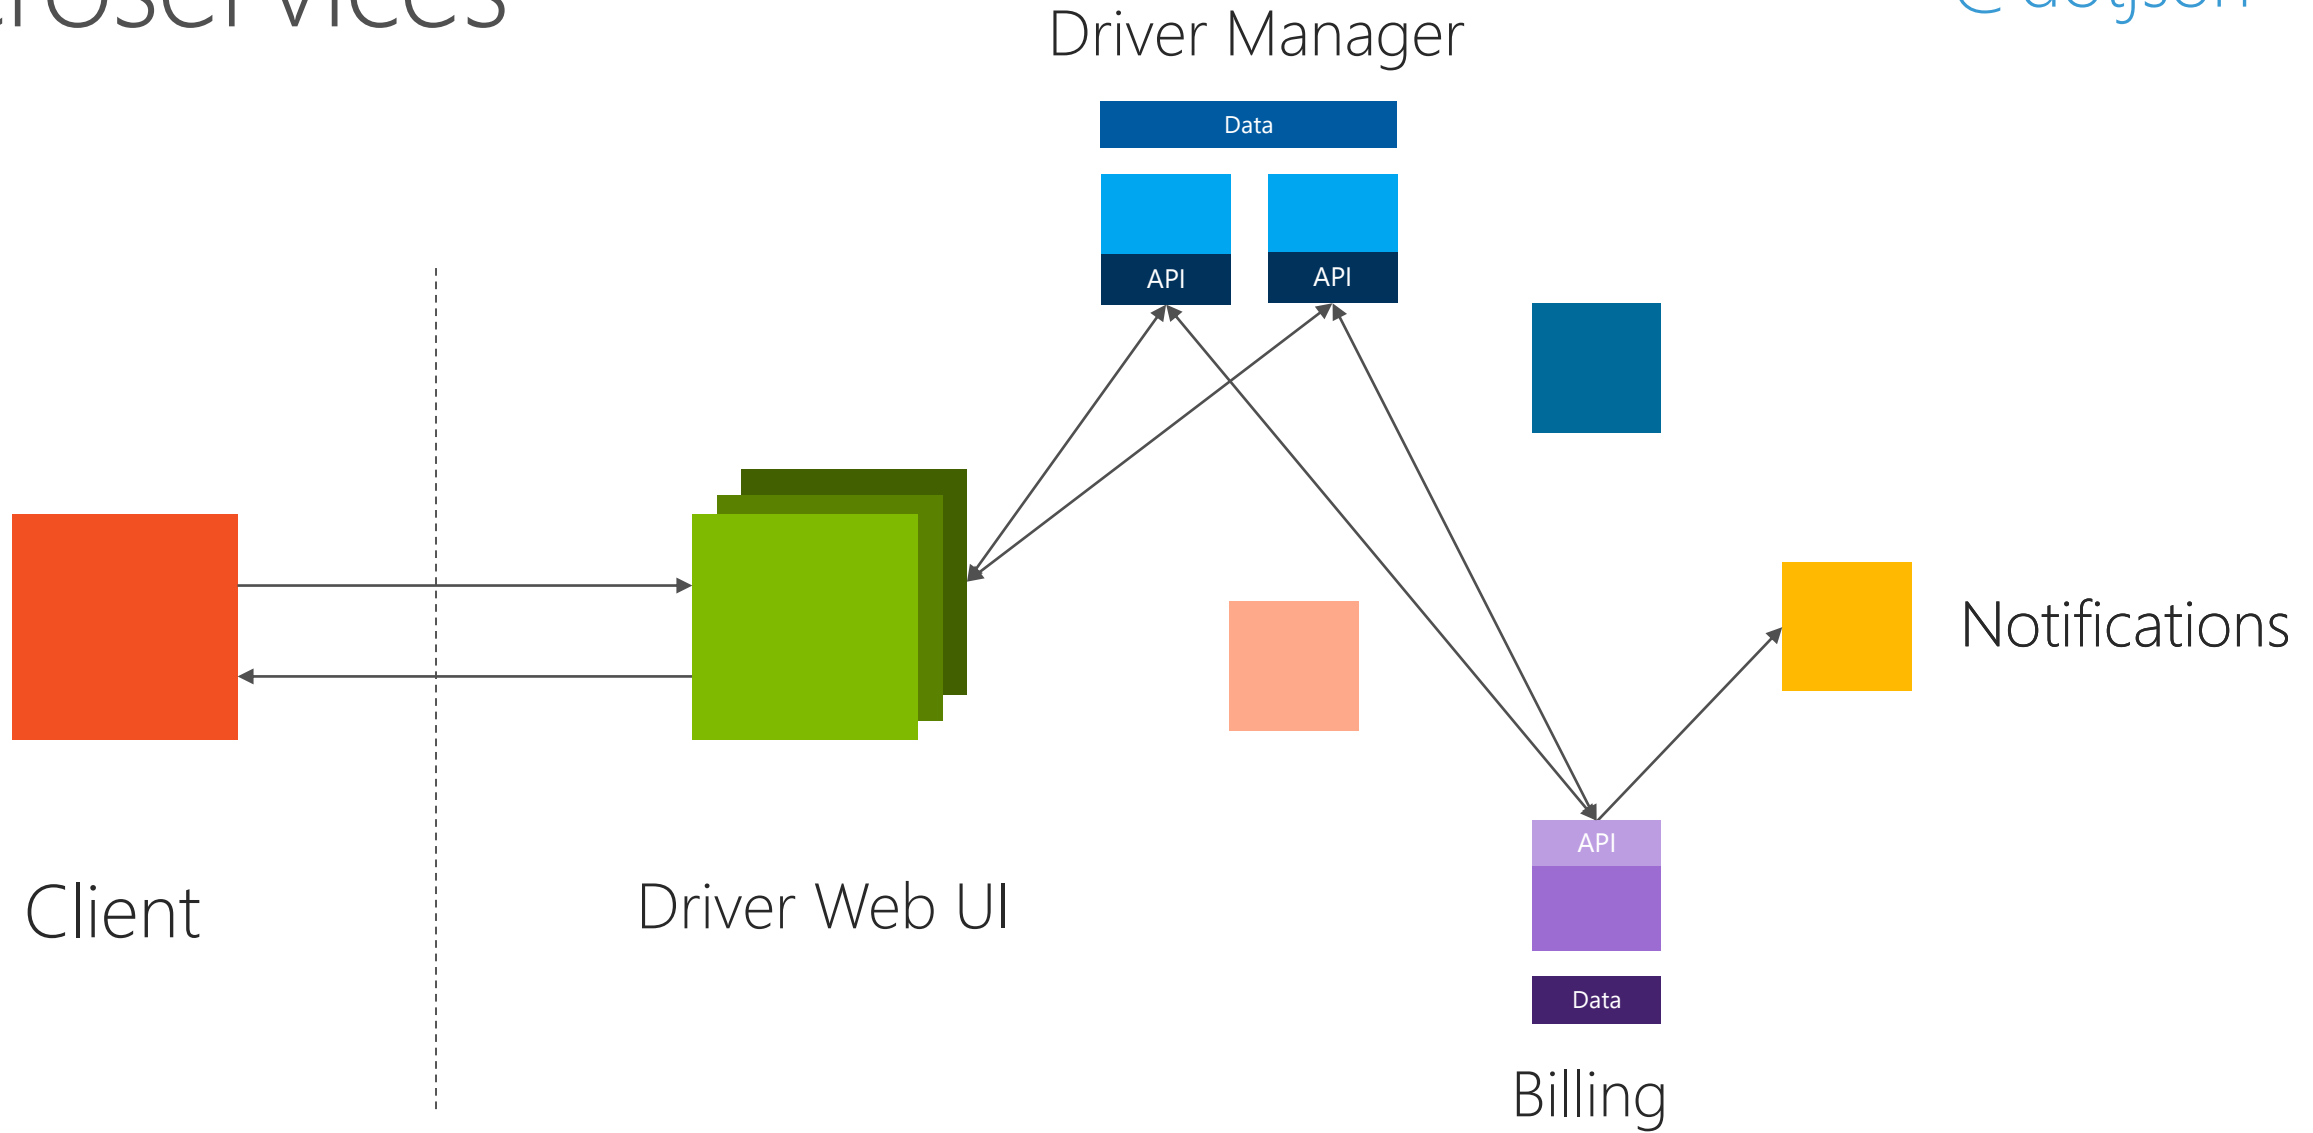 Driver Manager
Data
API
API
Notifications
API
Client
Driver Web UI
Data
Billing